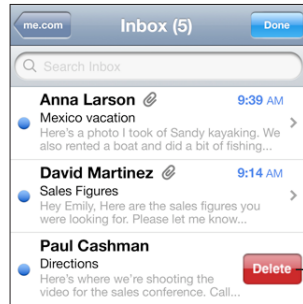 me.com
Inbox (5)
Done
Search Inbox
Anna Larson
9:39 AM
Mexico vacation
Here's a photo I took of Sandy kayaking. We
also rented a boat and did a bit of fishing...
David Martinez
9:14 AM
Sales Figures
Hey Emily, Here are the sales figures you
were looking for. Please let me know...
Paul Cashman
Directions
Delete
Here's where we're shooting the
video for the sales conference. Call...